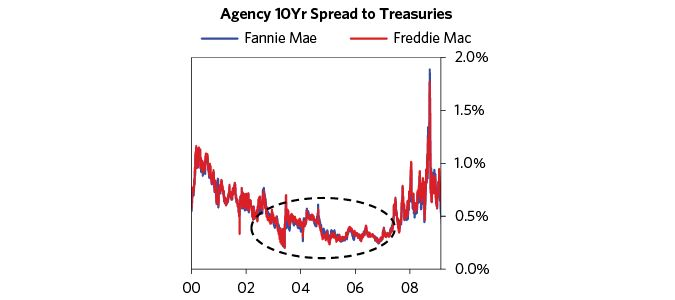 Agency 10Yr Spread to Treasuries
Fannie Mae Freddie Mac
2.0%
1.5%
1.0%
0.5%
0.0%
00 02 04 06 08